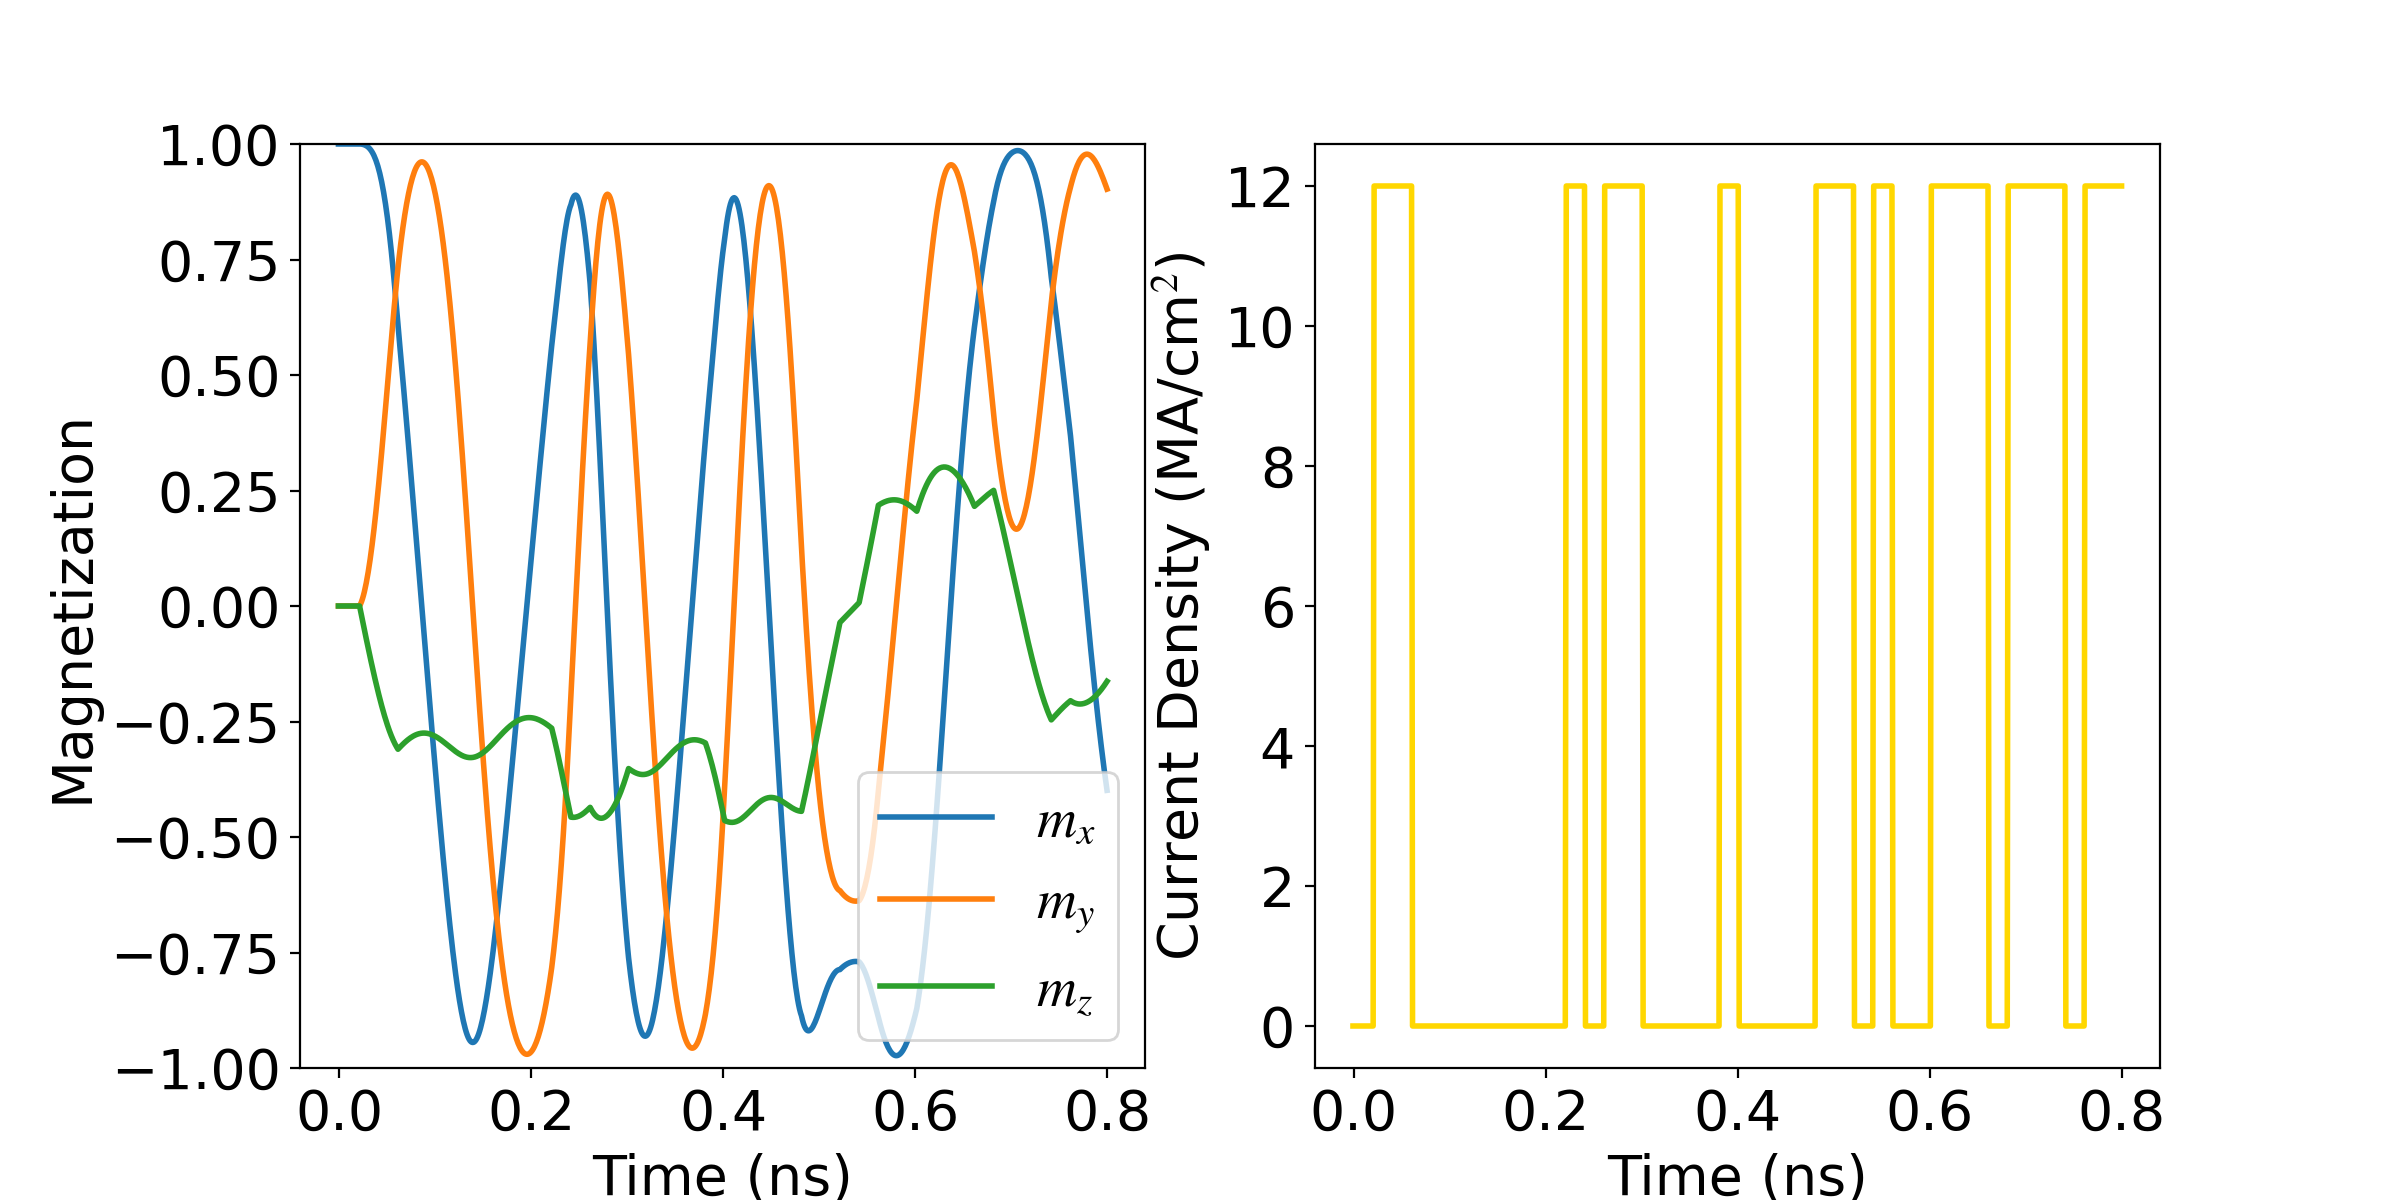 1.00
0.75
0.50
0.25
0.00
−0.25
−0.50
−0.75
−1.00
Magnetization
0.0 0.2 0.4 0.6 0.8
Time (ns)
m_x
m_y
m_z
12
10
8
6
4
2
0
Current Density (MA/cm²)
0.0 0.2 0.4 0.6 0.8
Time (ns)